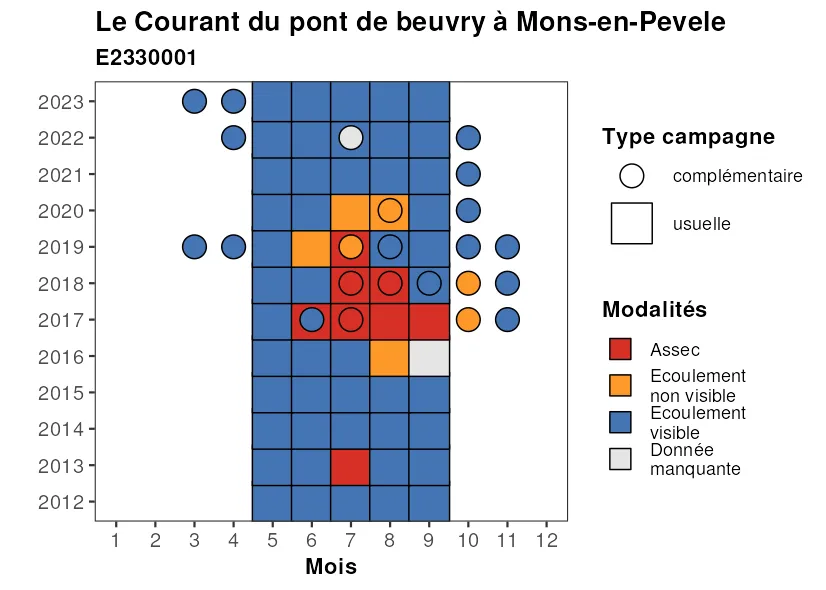 Le Courant du pont de beuvry à Mons-en-Pevele
E2330001
2023
2022
2021
2020
2019
2018
2017
2016
2015
2014
2013
2012
1 2 3 4 5 6 7 8 9 10 11 12
Mois
Type campagne
complémentaire
usuelle
Modalités
Assec
Ecoulement
non visible
Ecoulement
visible
Donnée
manquante